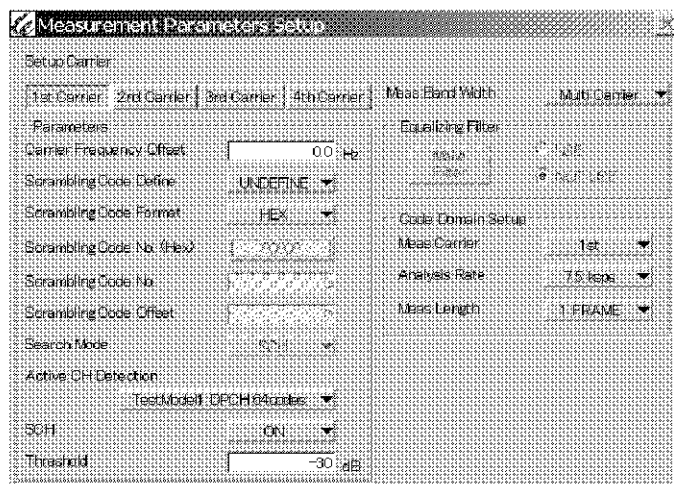 Measurement Parameters Setup
Setup Carrier
1st Carrier 2nd Carrier 3rd Carrier 4th Carrier
Parameters
Carrier Frequency Offset 0.0 Hz
Scrambling Code Define UNDEFINE
Scrambling Code Format HEX
Scrambling Code No. (Hex)
Scrambling Code No.
Scrambling Code Offset
Search Mode SCH
Active CH Detection
TestModel1 DPCH:64codes
SCH ON
Threshold -30 dB
Meas Band Width Multi Carrier
Equalizing Filter
Code Domain Setup
Meas Carrier 1st
Analysis Rate 7.5 ksps
Meas Length 1 FRAME